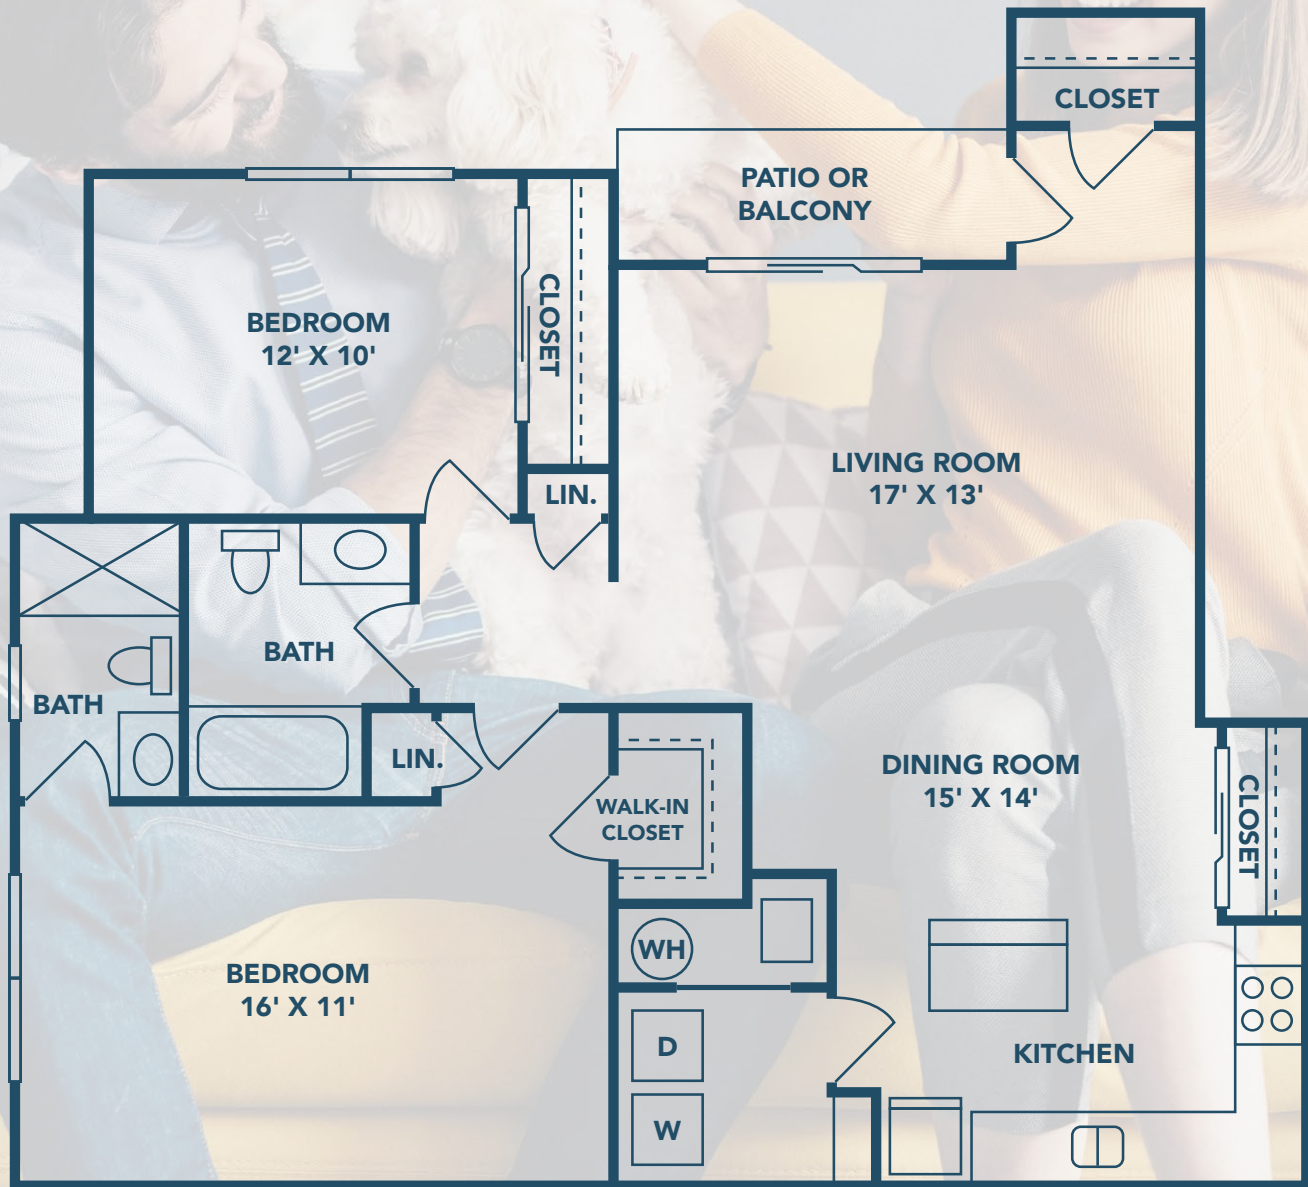 CLOSET
PATIO OR
BALCONY
BEDROOM
12' X 10'
CLOSET
LIVING ROOM
17' X 13'
LIN.
BATH
BATH
LIN.
WALK-IN
CLOSET
DINING ROOM
15' X 14'
CLOSET
WH
BEDROOM
16' X 11'
D
KITCHEN
W